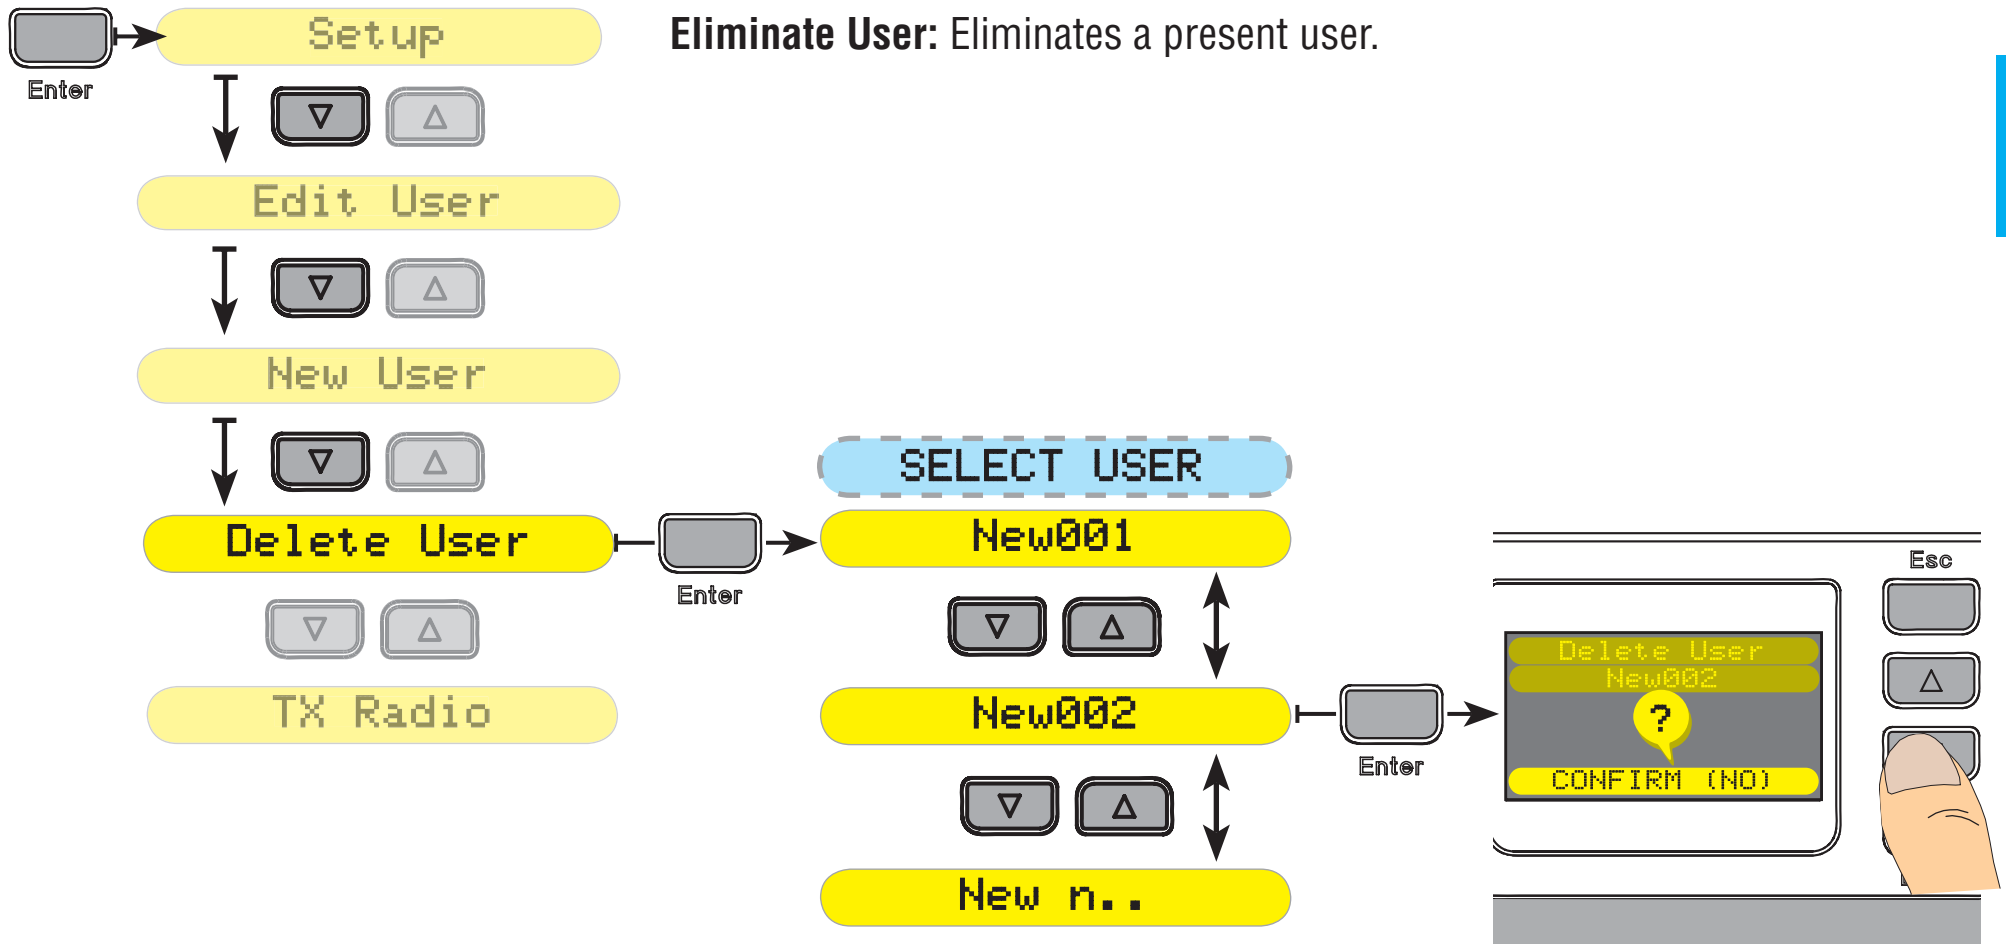 Setup
Eliminate User: Eliminates a present user.
Enter
Edit User
New User
SELECT USER
Delete User
New001
Enter
Esc
Delete User
New002
?
TX Radio
New002
Enter
CONFIRM (NO)
New n..